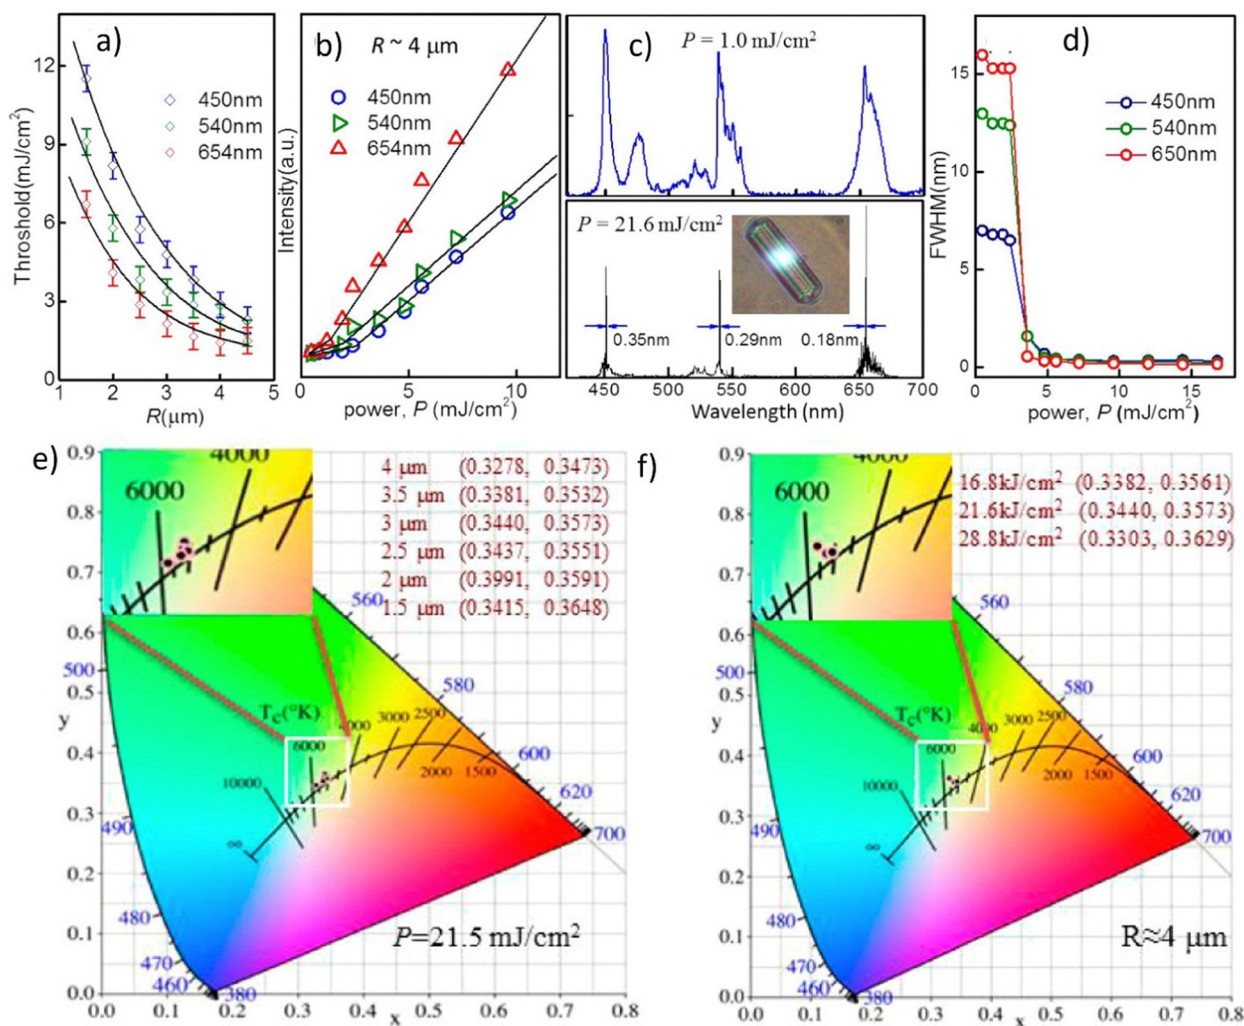 a)
450nm
540nm
654nm
Throshold(mJ/cm²)
12
9
6
3
0
1
2
3
4
5
R(μm)
b)
R ~ 4 μm
450nm
540nm
654nm
Intensity(a.u.)
0
5
10
power, P (mJ/cm²)
c)
P = 1.0 mJ/cm²
P = 21.6 mJ/cm²
0.35nm
0.29nm
0.18nm
450
500
550
600
650
700
Wavelength (nm)
d)
450nm
540nm
650nm
FWHM(nm)
15
10
5
0
0
5
10
15
power, P (mJ/cm²)
e)
4 μm (0.3278, 0.3473)
3.5 μm (0.3381, 0.3532)
3 μm (0.3440, 0.3573)
2.5 μm (0.3437, 0.3551)
2 μm (0.3991, 0.3591)
1.5 μm (0.3415, 0.3648)
4000
6000
0.9
0.8
0.7
0.6
0.5
0.4
0.3
0.2
0.1
0.0
y
560
580
600
620
700
500
490
480
470
460
380
Tc(°K)
4000
3000
2500
6000
2000
1500
10000
∞
P=21.5 mJ/cm²
0.0
0.1
0.2
0.3
0.4
0.5
0.6
0.7
0.8
x
f)
16.8kJ/cm² (0.3382, 0.3561)
21.6kJ/cm² (0.3440, 0.3573)
28.8kJ/cm² (0.3303, 0.3629)
4000
6000
0.9
0.8
0.7
0.6
0.5
0.4
0.3
0.2
0.1
0.0
y
560
580
600
620
700
500
490
480
470
460
380
Tc(°K)
4000
3000
2500
6000
2000
1500
10000
∞
R≈4 μm
0.0
0.1
0.2
0.3
0.4
0.5
0.6
0.7
0.8
x